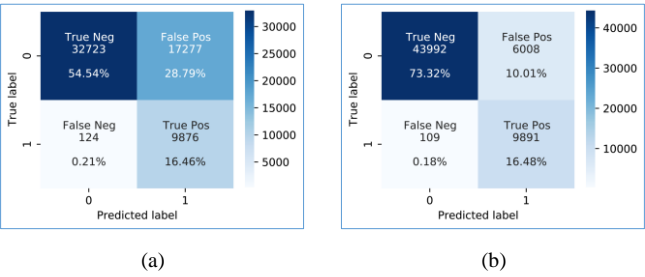 True Neg
32723
54.54%
False Pos
17277
28.79%
False Neg
124
0.21%
True Pos
9876
16.46%
0
1
True label
0
1
Predicted label
30000
25000
20000
15000
10000
5000
(a)
True Neg
43992
73.32%
False Pos
6008
10.01%
False Neg
109
0.18%
True Pos
9891
16.48%
0
1
True label
0
1
Predicted label
40000
30000
20000
10000
(b)